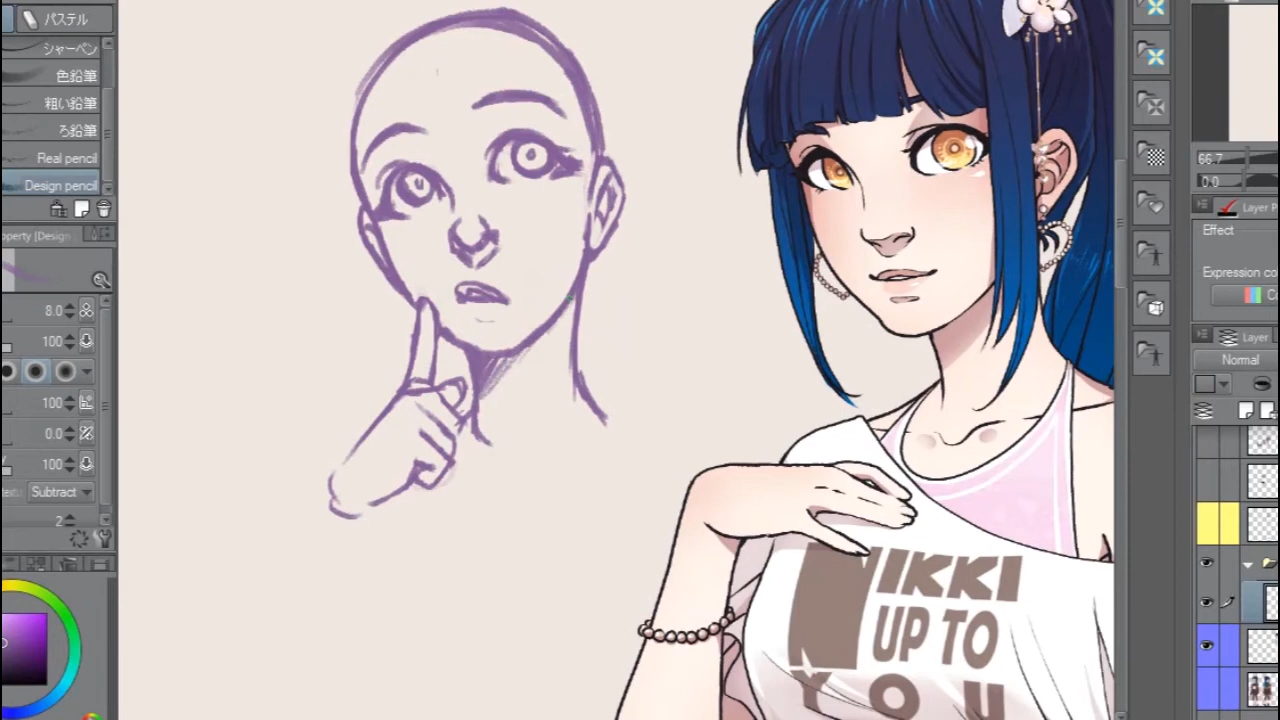 パステル
シャーペン
色鉛筆
粗い鉛筆
ろ鉛筆
Real pencil
Design pencil
operty (Design
8.0
100
100
0.0
100
Subtract
2
NIKKI
UP TO
YOU
66.7
0.0
Layer P
Effect
Expression co
C
Layer
Normal